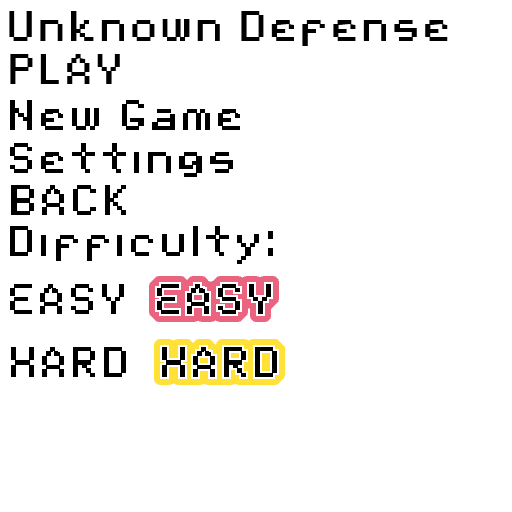 Unknown Defense
PLAY
New Game
Settings
BACK
Difficulty:
EASY EASY
HARD HARD